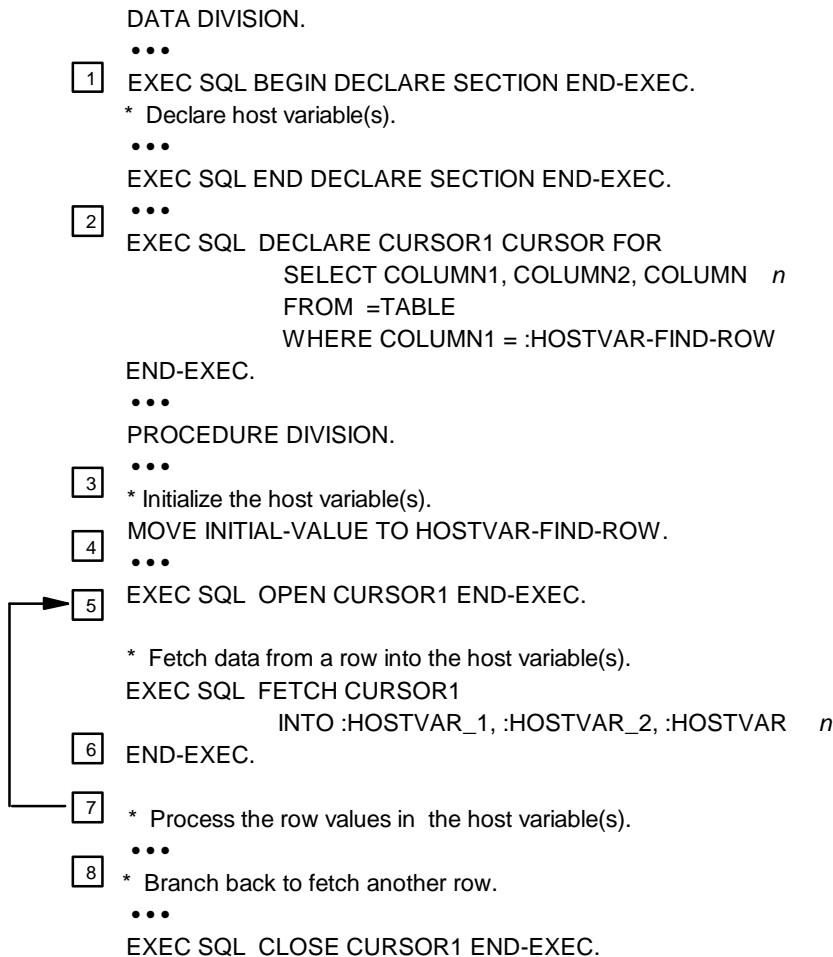 DATA DIVISION.
•••
1 EXEC SQL BEGIN DECLARE SECTION END-EXEC.
* Declare host variable(s).
•••
EXEC SQL END DECLARE SECTION END-EXEC.
2 •••
EXEC SQL DECLARE CURSOR1 CURSOR FOR
SELECT COLUMN1, COLUMN2, COLUMN n
FROM =TABLE
WHERE COLUMN1 = :HOSTVAR-FIND-ROW
END-EXEC.
•••
PROCEDURE DIVISION.
•••
3 * Initialize the host variable(s).
MOVE INITIAL-VALUE TO HOSTVAR-FIND-ROW.
4 •••
5 EXEC SQL OPEN CURSOR1 END-EXEC.
* Fetch data from a row into the host variable(s).
EXEC SQL FETCH CURSOR1
INTO :HOSTVAR_1, :HOSTVAR_2, :HOSTVAR n
6 END-EXEC.
7 * Process the row values in the host variable(s).
•••
8 * Branch back to fetch another row.
•••
EXEC SQL CLOSE CURSOR1 END-EXEC.